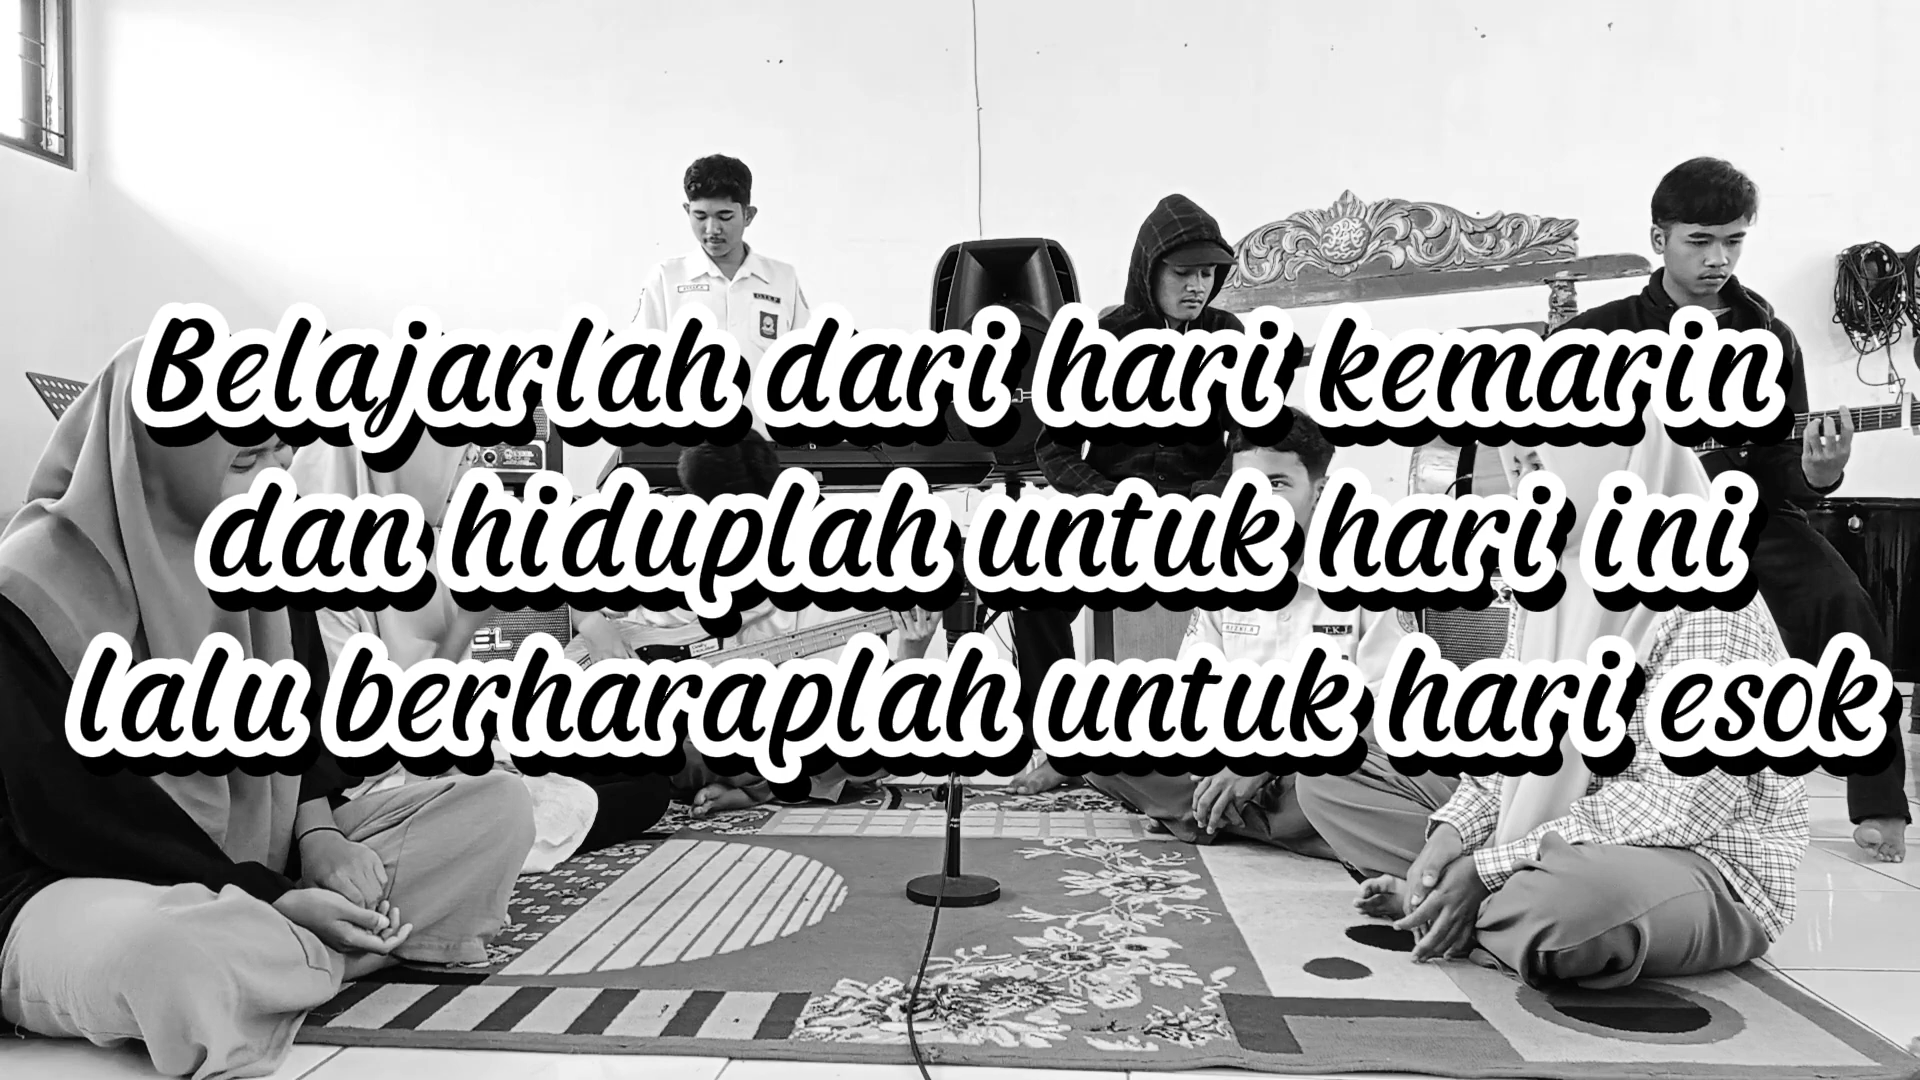 Belajarlah dari hari kemarin
dan hiduplah untuk hari ini
lalu berharaplah untuk hari esok
T.K.J